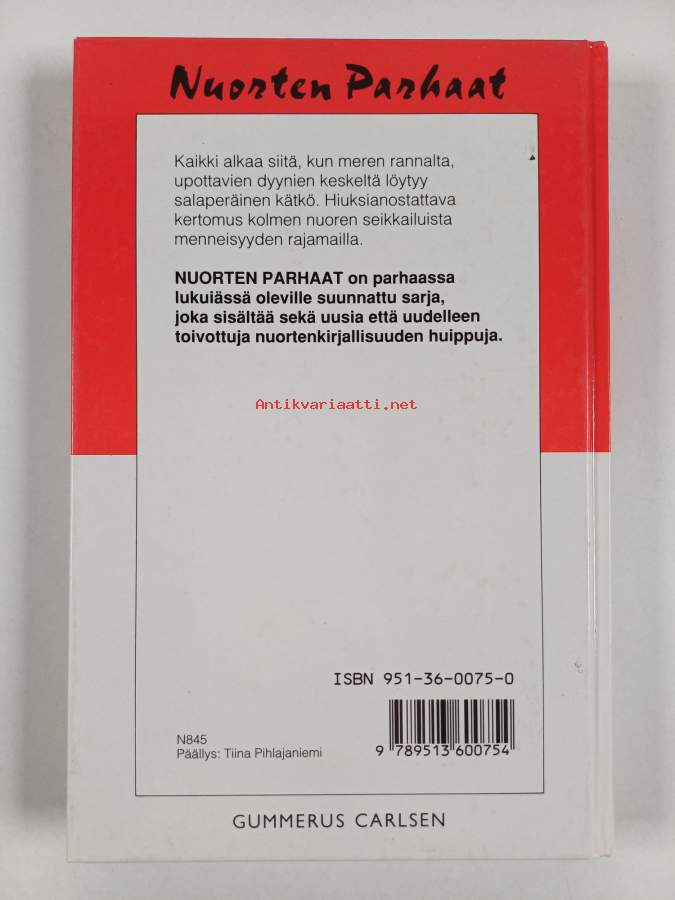 Nuorten Parhaat
Kaikki alkaa siitä, kun meren rannalta,
upottavien dyynien keskeltä löytyy
salaperäinen kätkö. Hiuksianostattava
kertomus kolmen nuoren seikkailuista
menneisyyden rajamailla.
NUORTEN PARHAAT on parhaassa
lukuiässä oleville suunnattu sarja,
joka sisältää sekä uusia että uudelleen
toivottuja nuortenkirjallisuuden huippuja.
Antikvariaatti.net
ISBN 951-36-0075-0
9 789513 600754
N845
Päällys: Tiina Pihlajaniemi
GUMMERUS CARLSEN